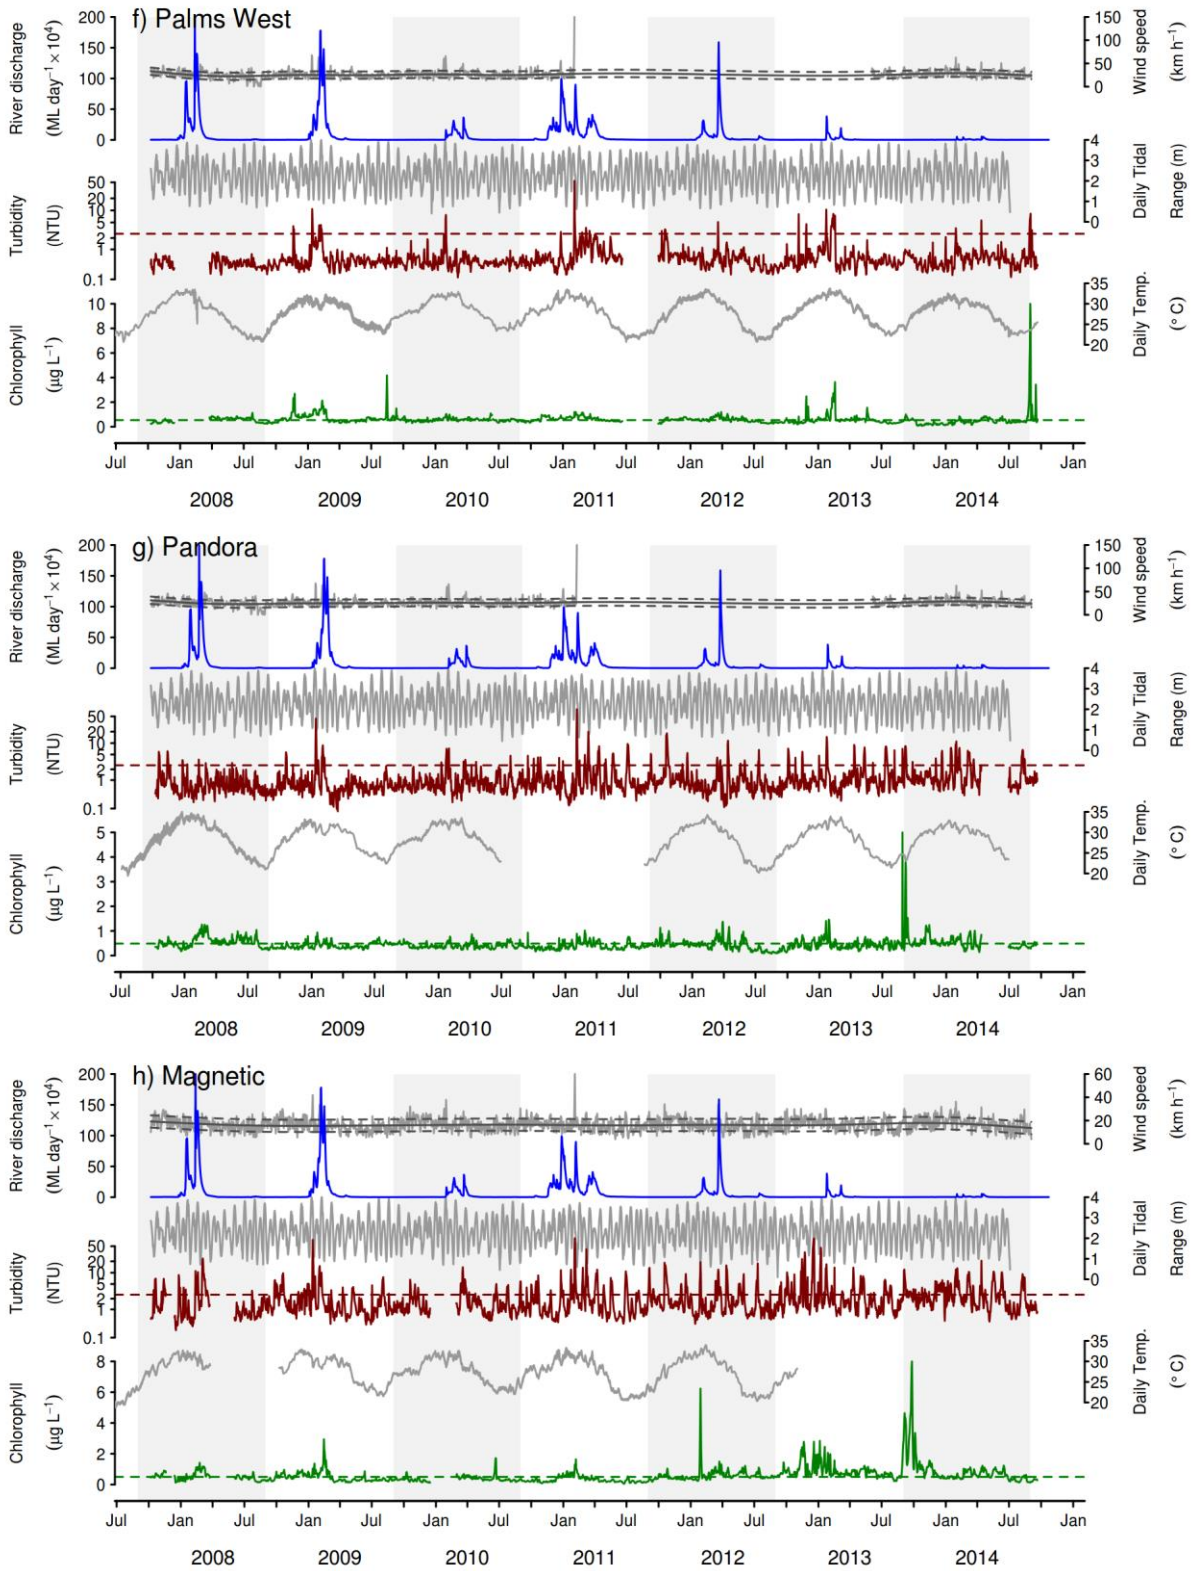 f) Palms West
River discharge
(ML day⁻¹ × 10⁴)
200
150
100
50
0
150
100
50
0
Wind speed
(km h⁻¹)
4
3
2
1
0
Daily Tidal
Range (m)
Turbidity
(NTU)
50
20
10
5
2
1
0.1
35
30
25
20
Daily Temp.
(° C)
Chlorophyll
(µg L⁻¹)
10
8
6
4
2
0
Jul Jan Jul Jan Jul Jan Jul Jan Jul Jan Jul Jan Jul Jan Jul Jan
2008 2009 2010 2011 2012 2013 2014
g) Pandora
River discharge
(ML day⁻¹ × 10⁴)
200
150
100
50
0
150
100
50
0
Wind speed
(km h⁻¹)
4
3
2
1
0
Daily Tidal
Range (m)
Turbidity
(NTU)
50
20
10
5
2
1
0.1
35
30
25
20
Daily Temp.
(° C)
Chlorophyll
(µg L⁻¹)
5
4
3
2
1
0
Jul Jan Jul Jan Jul Jan Jul Jan Jul Jan Jul Jan Jul Jan Jul Jan
2008 2009 2010 2011 2012 2013 2014
h) Magnetic
River discharge
(ML day⁻¹ × 10⁴)
200
150
100
50
0
60
40
20
0
Wind speed
(km h⁻¹)
4
3
2
1
0
Daily Tidal
Range (m)
Turbidity
(NTU)
50
20
10
5
2
1
0.1
35
30
25
20
Daily Temp.
(° C)
Chlorophyll
(µg L⁻¹)
8
6
4
2
0
Jul Jan Jul Jan Jul Jan Jul Jan Jul Jan Jul Jan Jul Jan Jul Jan
2008 2009 2010 2011 2012 2013 2014